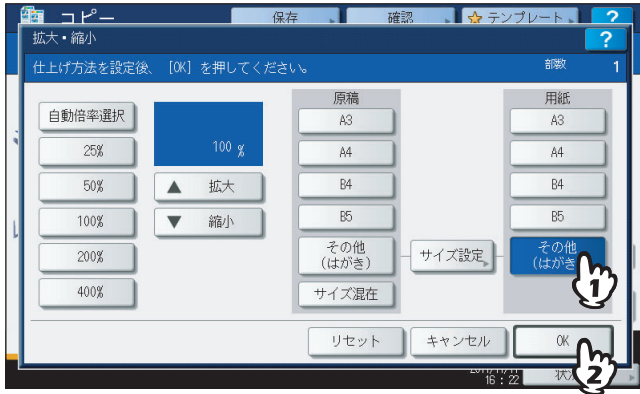 コピー 保存 確認 テンプレート ?
拡大・縮小 ?
仕上げ方法を設定後、［OK］を押してください。 部数 1
原稿 用紙
自動倍率選択 100 % A3 A3
25% A4 A4
50% ▲ 拡大 B4 B4
100% ▼ 縮小 B5 B5
200% その他 サイズ設定 その他
(はがき) (はがき
400% サイズ混在 1
リセット キャンセル OK
2
16:22